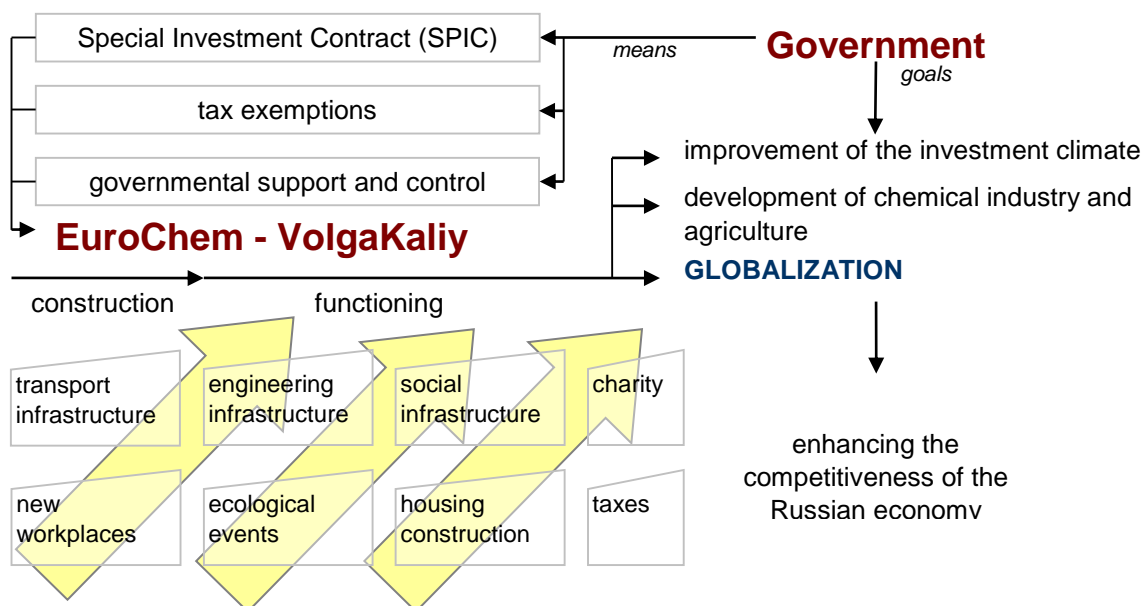 Special Investment Contract (SPIC)
means
Government
goals
tax exemptions
governmental support and control
improvement of the investment climate
development of chemical industry and
agriculture
EuroChem - VolgaKaliy
GLOBALIZATION
construction
functioning
transport
infrastructure
engineering
infrastructure
social
infrastructure
charity
new
workplaces
ecological
events
housing
construction
taxes
enhancing the
competitiveness of the
Russian economy